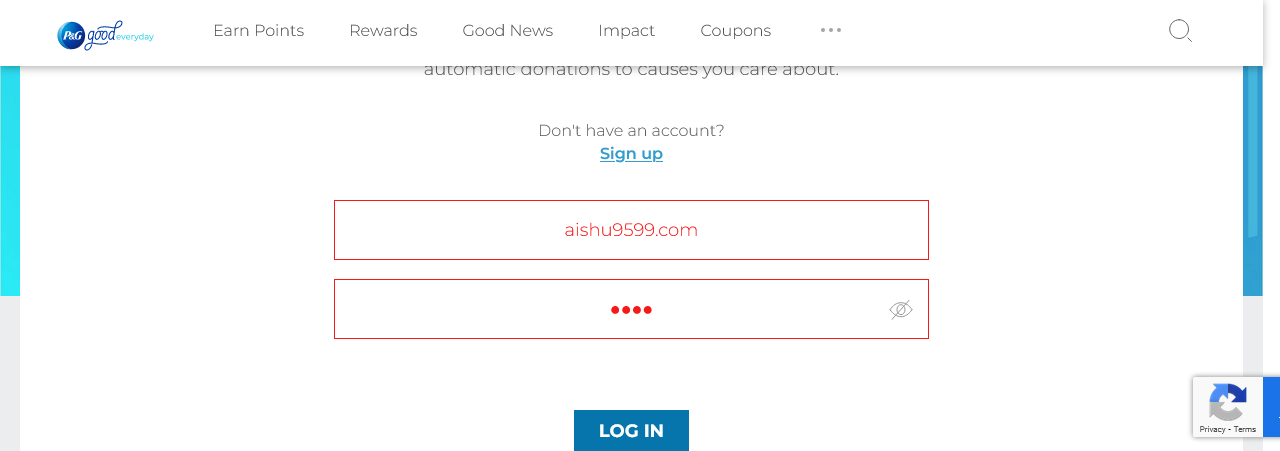 P&G good everyday
Earn Points Rewards Good News Impact Coupons
automatic donations to causes you care about.
Don't have an account?
Sign up
aishu9599.com
LOG IN
Privacy - Terms